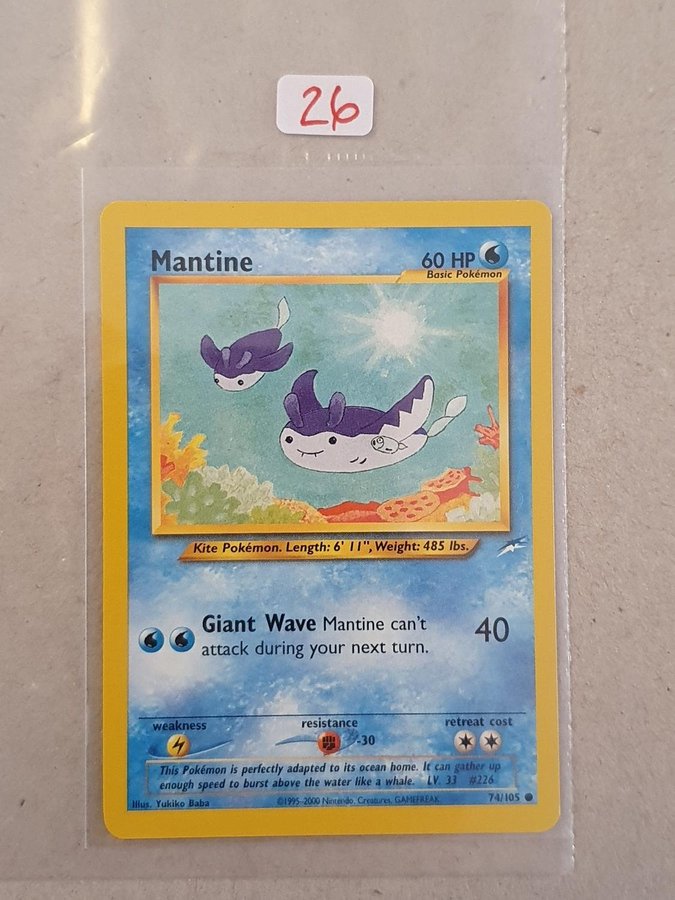 26
Mantine
60 HP
Basic Pokémon
Kite Pokémon. Length: 6' 11", Weight: 485 lbs.
Giant Wave Mantine can't
attack during your next turn.
40
weakness
resistance
retreat cost
-30
This Pokémon is perfectly adapted to its ocean home. It can gather up
enough speed to burst above the water like a whale. LV. 33 #226
Illus. Yukiko Baba
©1995-2000 Nintendo, Creatures, GAMEFREAK.
74/105